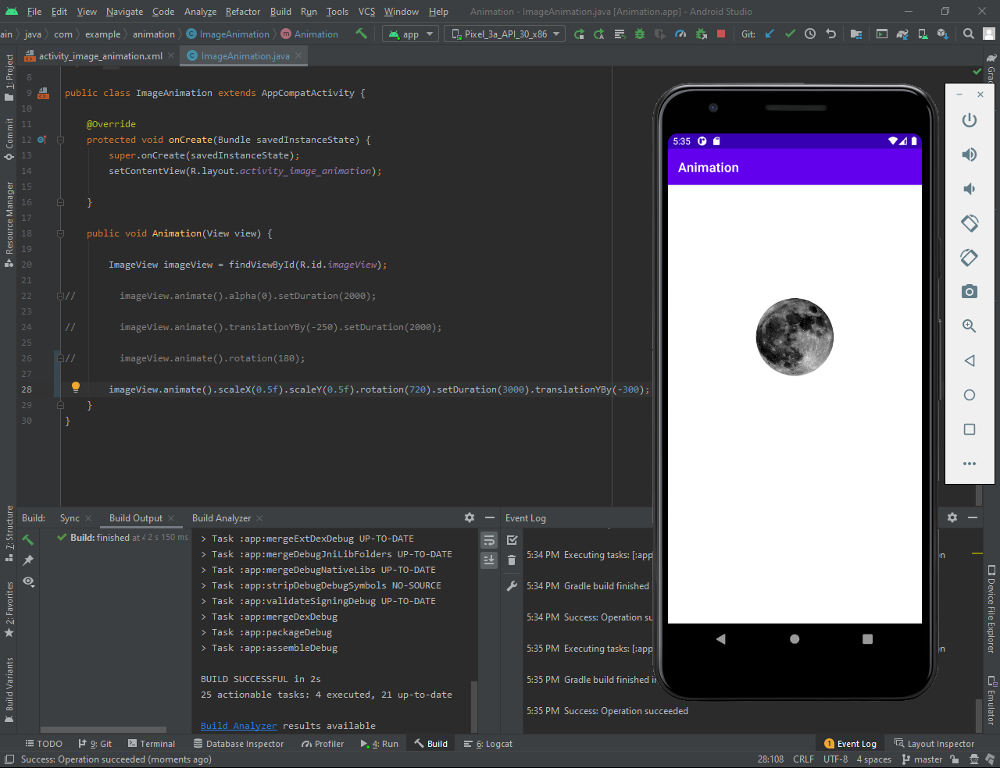 File Edit View Navigate Code Analyze Refactor Build Run Tools VCS Window Help Animation - ImageAnimation.java [Animation.app] - Android Studio
ain java com example animation ImageAnimation Animation app Pixel_3a_API_30_x86 Git:
activity_image_animation.xml ImageAnimation.java
8
9 public class ImageAnimation extends AppCompatActivity {
10
11 @Override
12 protected void onCreate(Bundle savedInstanceState) {
13 super.onCreate(savedInstanceState);
14 setContentView(R.layout.activity_image_animation);
15
16 }
17
18 public void Animation(View view) {
19
20 ImageView imageView = findViewById(R.id.imageView);
21
22 // imageView.animate().alpha(0).setDuration(2000);
23
24 // imageView.animate().translationYBy(-250).setDuration(2000);
25
26 // imageView.animate().rotation(180);
27
28 imageView.animate().scaleX(0.5f).scaleY(0.5f).rotation(720).setDuration(3000).translationYBy(-300);
29 }
30 }
1: Project
Commit
Resource Manager
7: Structure
2: Favorites
Build Variants
5:35
Animation
Device File Explorer
Emulator
Build: Sync Build Output Build Analyzer
Build: finished at
2 s 150 ms
> Task :app:mergeExtDexDebug UP-TO-DATE
> Task :app:mergeDebugJniLibFolders UP-TO-DATE
> Task :app:mergeDebugNativeLibs UP-TO-DATE
> Task :app:stripDebugDebugSymbols NO-SOURCE
> Task :app:validateSigningDebug UP-TO-DATE
> Task :app:mergeDexDebug
> Task :app:packageDebug
> Task :app:assembleDebug
BUILD SUCCESSFUL in 2s
25 actionable tasks: 4 executed, 21 up-to-date
Build Analyzer results available
Event Log
5:34 PM Executing tasks: [:app
5:34 PM Gradle build finished
5:34 PM Success: Operation su
5:35 PM Executing tasks: [:app
5:35 PM Gradle build finished i
5:35 PM Success: Operation succeeded
TODO 9: Git Terminal Database Inspector Profiler 4: Run Build 6: Logcat 1 Event Log Layout Inspector
Success: Operation succeeded (moments ago) 28:108 CRLF UTF-8 4 spaces master